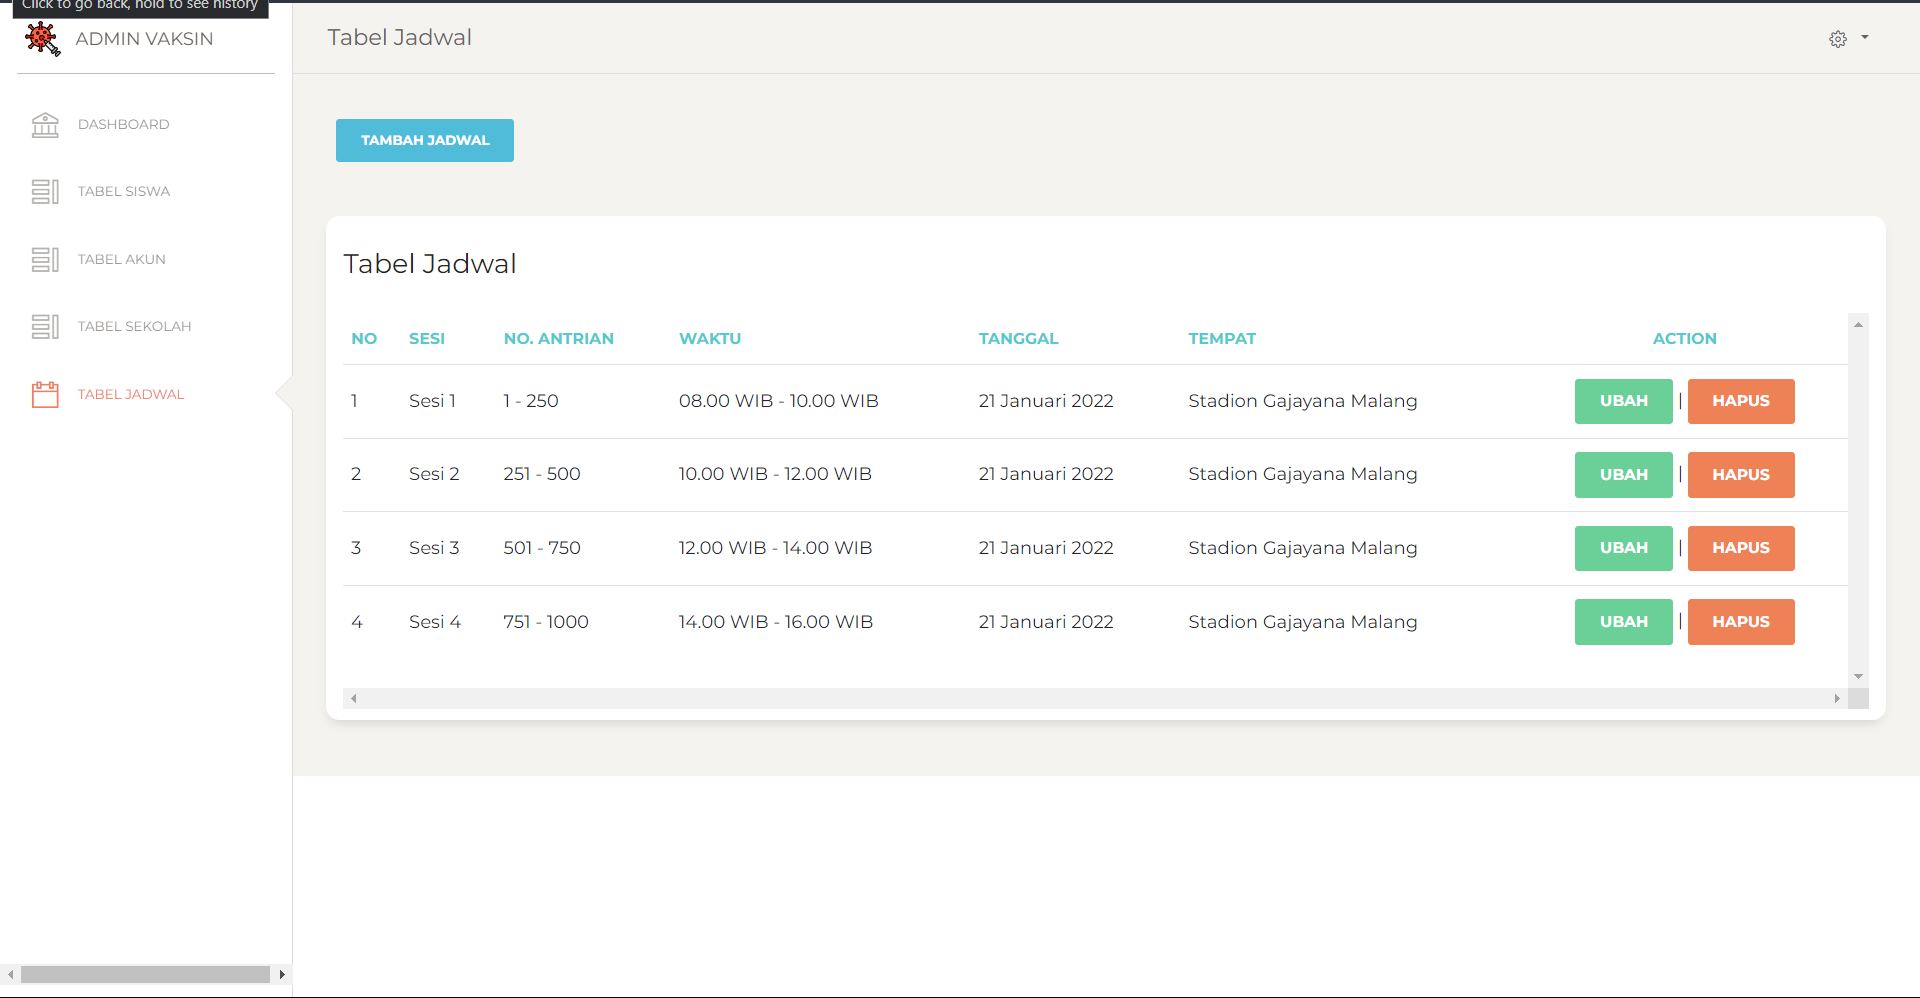 Click to go back, hold to see history
ADMIN VAKSIN
Tabel Jadwal
DASHBOARD
TABEL SISWA
TABEL AKUN
TABEL SEKOLAH
TABEL JADWAL
TAMBAH JADWAL
Tabel Jadwal
NO SESI NO. ANTRIAN WAKTU TANGGAL TEMPAT ACTION
1 Sesi 1 1 - 250 08.00 WIB - 10.00 WIB 21 Januari 2022 Stadion Gajayana Malang UBAH | HAPUS
2 Sesi 2 251 - 500 10.00 WIB - 12.00 WIB 21 Januari 2022 Stadion Gajayana Malang UBAH | HAPUS
3 Sesi 3 501 - 750 12.00 WIB - 14.00 WIB 21 Januari 2022 Stadion Gajayana Malang UBAH | HAPUS
4 Sesi 4 751 - 1000 14.00 WIB - 16.00 WIB 21 Januari 2022 Stadion Gajayana Malang UBAH | HAPUS